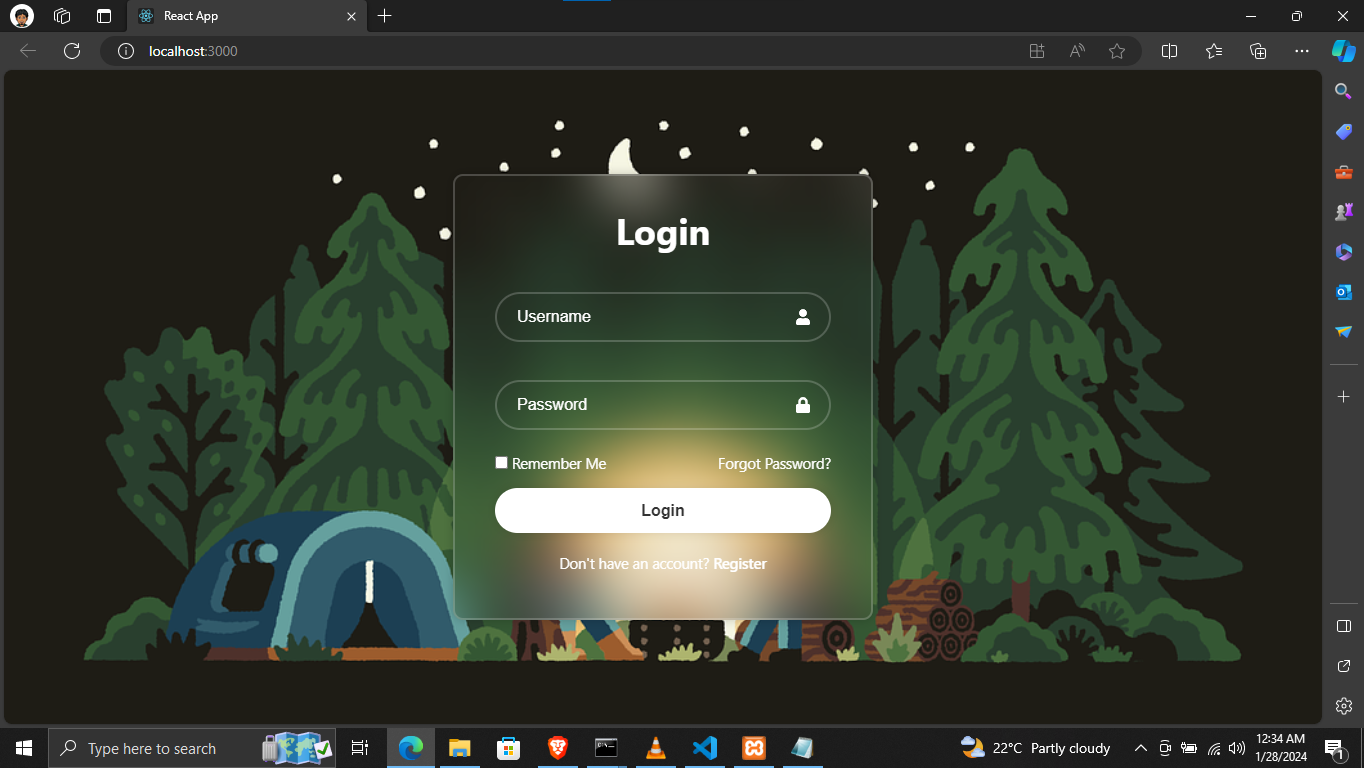 React App
localhost:3000
Login
Username
Password
Remember Me
Forgot Password?
Login
Don't have an account? Register
Type here to search
22°C Partly cloudy
12:34 AM
1/28/2024
1